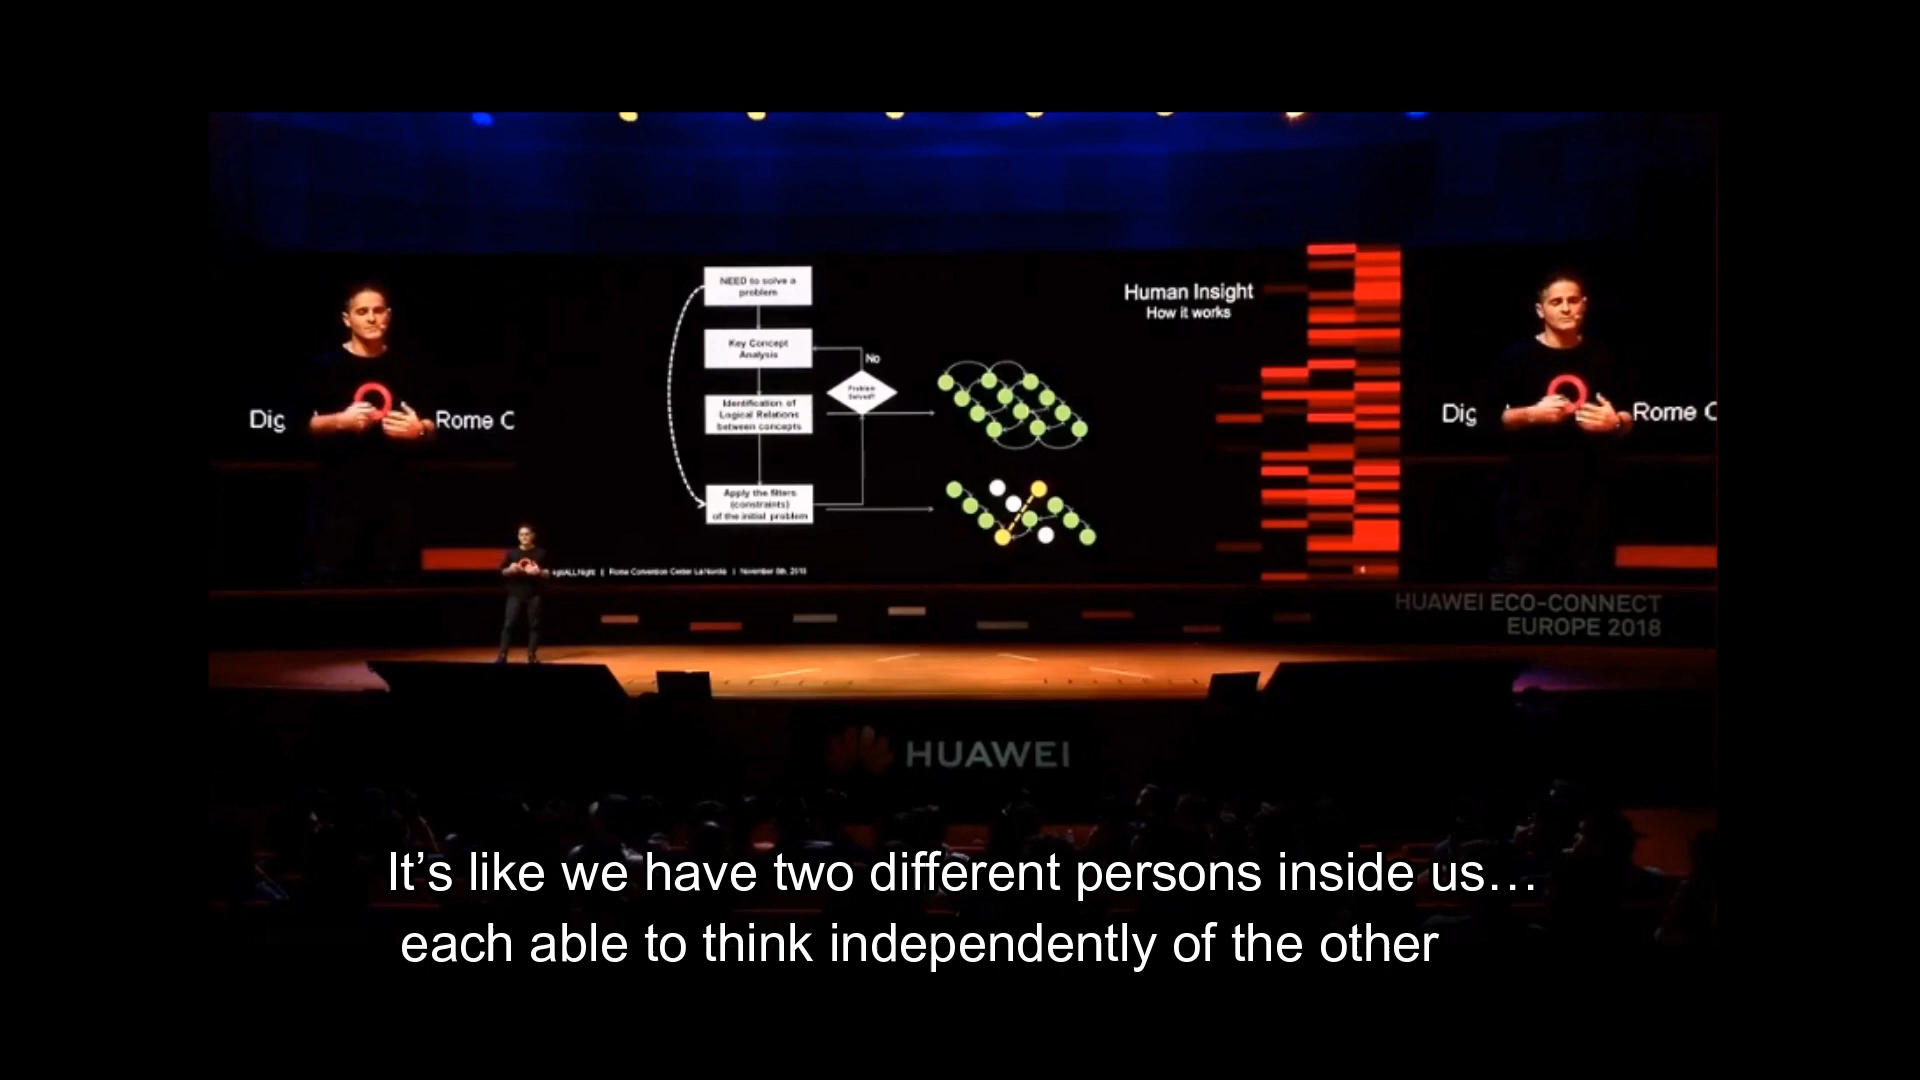 NEED to solve a
problem
Key Concept
Analysis
No
Problem
Solved?
Identification of
Logical Relations
between concepts
Apply the filters
(constraints)
of the initial problem
Human Insight
How it works
Dig
Rome C
Dig
Rome C
Rome Convention Center La Nuvola | November 8th, 2018
HUAWEI ECO-CONNECT
EUROPE 2018
HUAWEI
It’s like we have two different persons inside us…
each able to think independently of the other